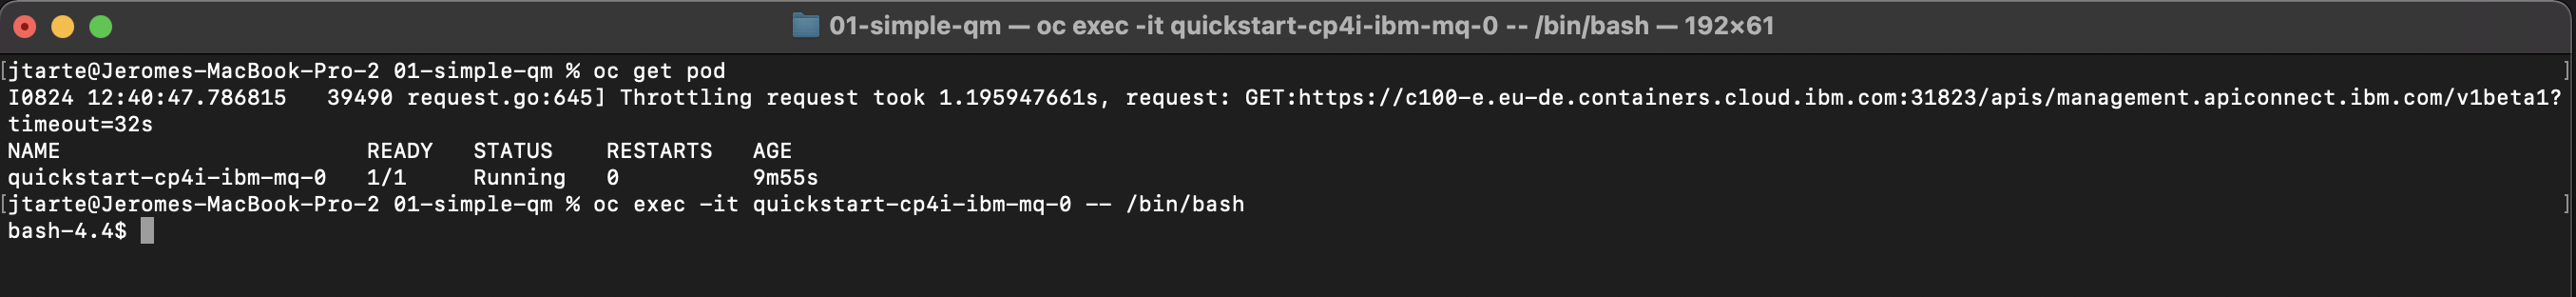 01-simple-qm — oc exec -it quickstart-cp4i-ibm-mq-0 -- /bin/bash — 192×61
[jtarte@Jeromes-MacBook-Pro-2 01-simple-qm % oc get pod ]
I0824 12:40:47.786815   39490 request.go:645] Throttling request took 1.195947661s, request: GET:https://c100-e.eu-de.containers.cloud.ibm.com:31823/apis/management.apiconnect.ibm.com/v1beta1?
timeout=32s
NAME                       READY   STATUS    RESTARTS   AGE
quickstart-cp4i-ibm-mq-0   1/1     Running   0          9m55s
[jtarte@Jeromes-MacBook-Pro-2 01-simple-qm % oc exec -it quickstart-cp4i-ibm-mq-0 -- /bin/bash ]
bash-4.4$